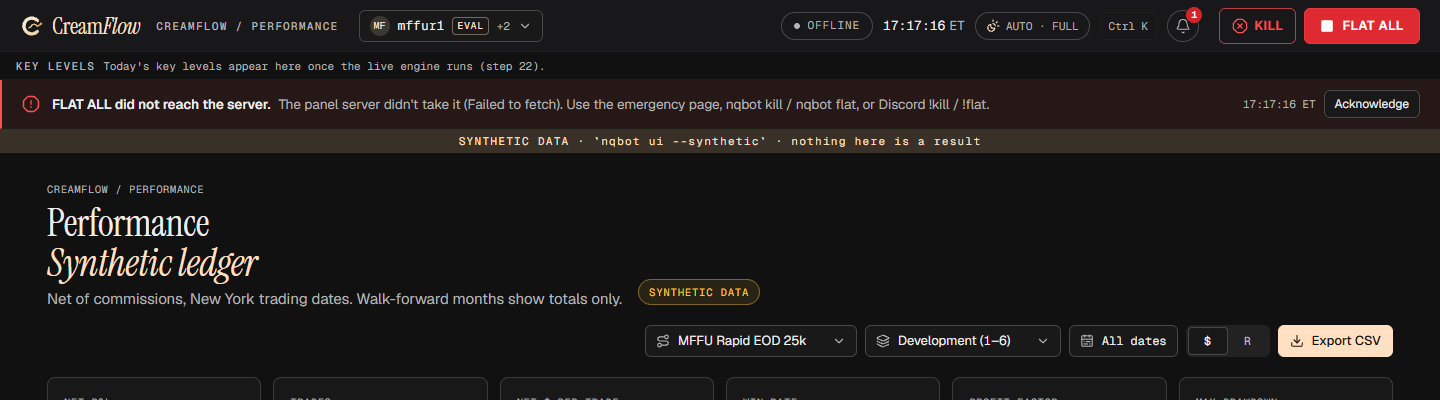 CreamFlow CREAMFLOW / PERFORMANCE MF mffur1 EVAL +2 OFFLINE 17:17:16 ET AUTO · FULL Ctrl K 1 KILL FLAT ALL
KEY LEVELS Today's key levels appear here once the live engine runs (step 22).
FLAT ALL did not reach the server. The panel server didn't take it (Failed to fetch). Use the emergency page, nqbot kill / nqbot flat, or Discord !kill / !flat. 17:17:16 ET Acknowledge
SYNTHETIC DATA · `nqbot ui --synthetic` · nothing here is a result
CREAMFLOW / PERFORMANCE
Performance
Synthetic ledger
Net of commissions, New York trading dates. Walk-forward months show totals only. SYNTHETIC DATA
MFFU Rapid EOD 25k Development (1–6) All dates $ R Export CSV